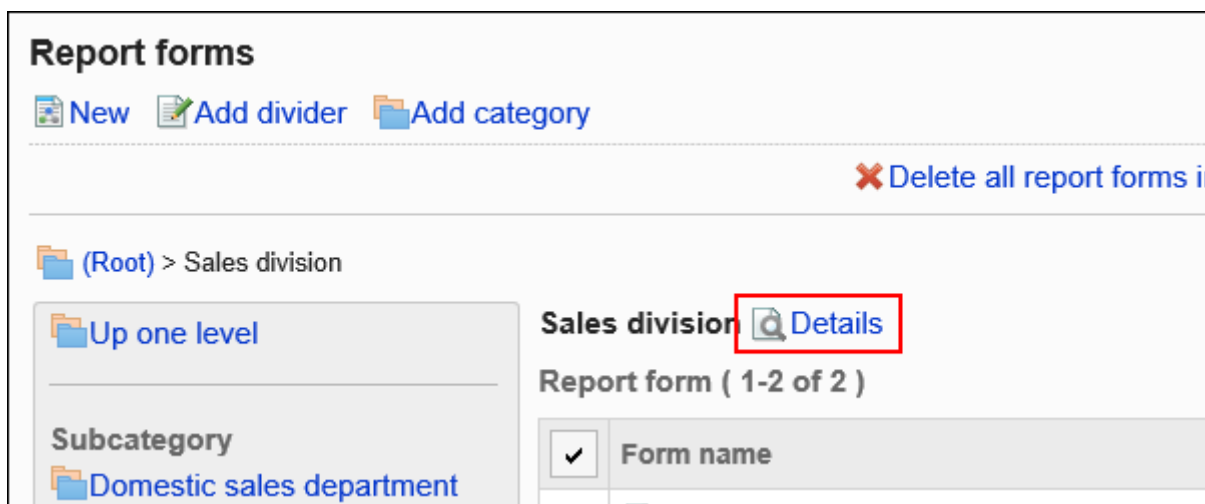 Report forms
New Add divider Add category
Delete all report forms
(Root) > Sales division
Up one level
Sales division Details
Report form ( 1-2 of 2 )
Subcategory
Form name
Domestic sales department